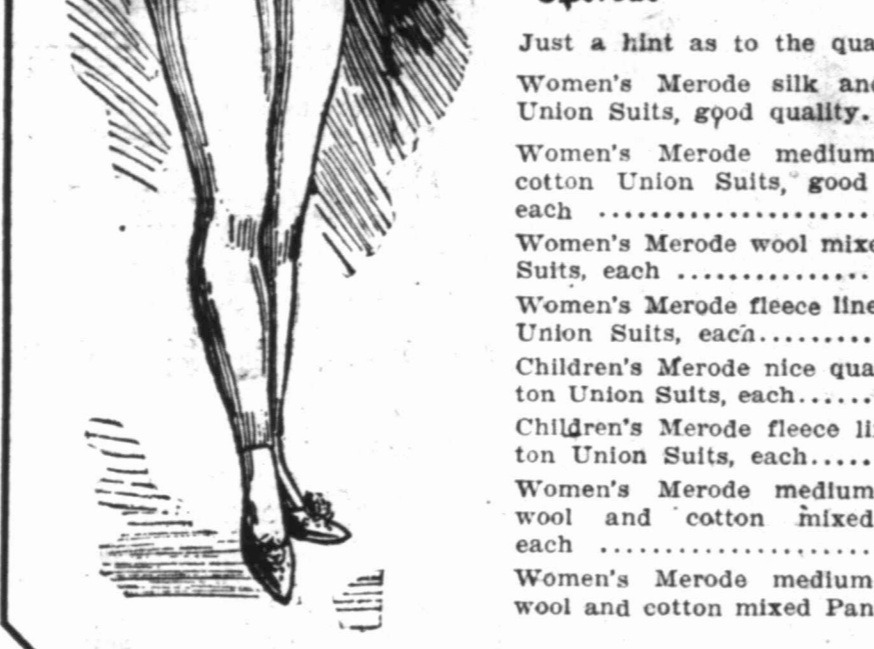 Just a hint as to the qua
Women's Merode silk and
Union Suits, good quality.
Women's Merode medium
cotton Union Suits, good
each ......................
Women's Merode wool mixe
Suits, each ...............
Women's Merode fleece line
Union Suits, each.........
Children's Merode nice qua
ton Union Suits, each......
Children's Merode fleece li
ton Union Suits, each.....
Women's Merode medium
wool and cotton mixed
each ......................
Women's Merode medium
wool and cotton mixed Pan